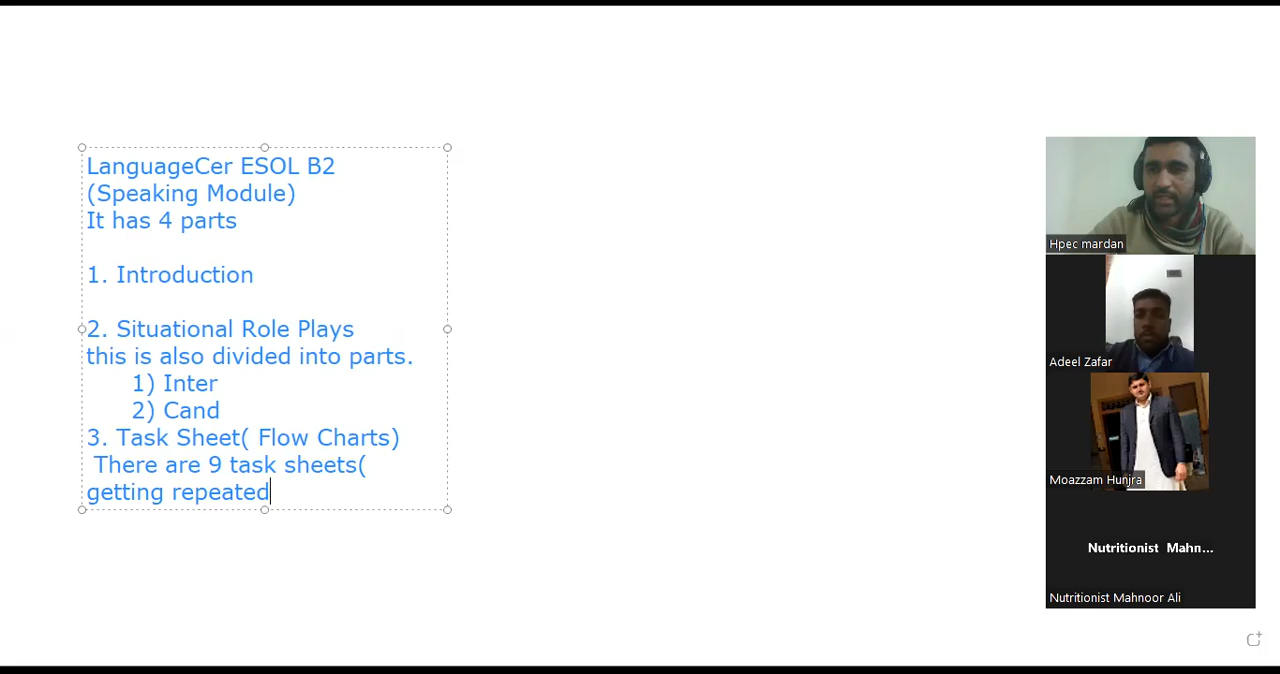 LanguageCer ESOL B2
(Speaking Module)
It has 4 parts
1. Introduction
2. Situational Role Plays
this is also divided into parts.
1) Inter
2) Cand
3. Task Sheet( Flow Charts)
There are 9 task sheets(
getting repeated
Hpec mardan
Adeel Zafar
Moazzam Hunjra
Nutritionist Mahn...
Nutritionist Mahnoor Ali